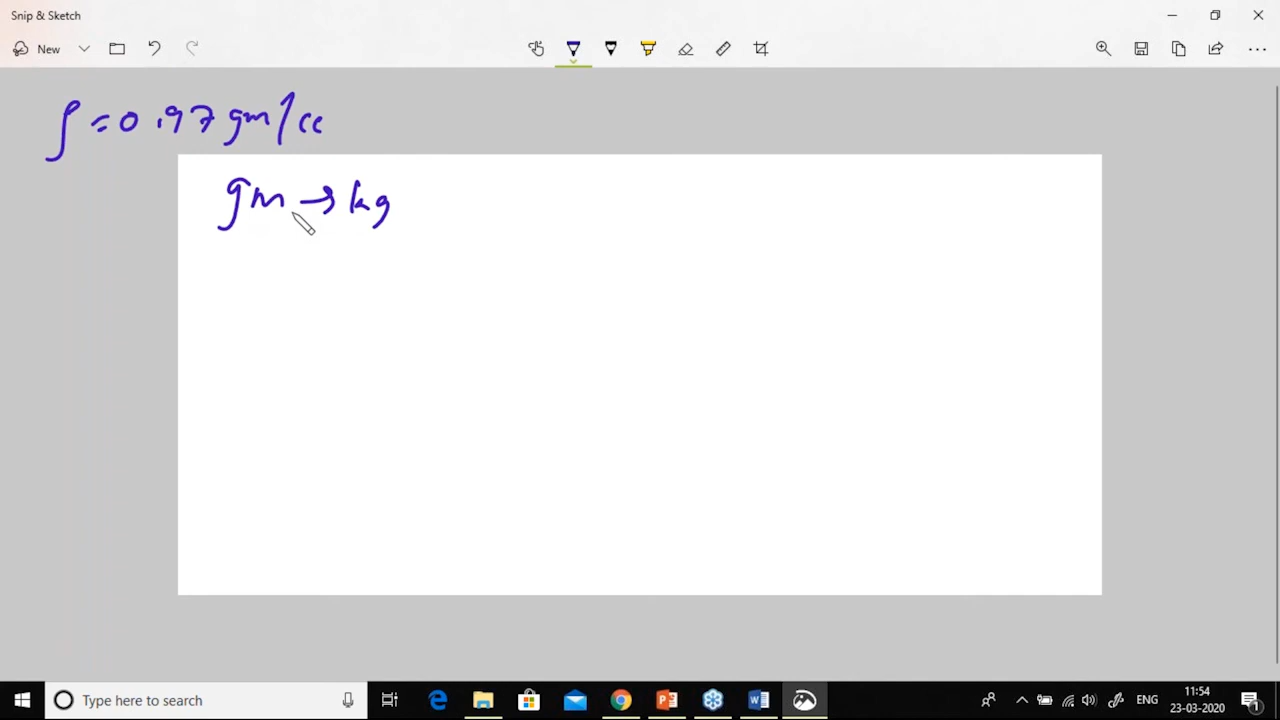 Snip & Sketch
New
ρ = 0.97 gm/cc
gm → kg
Type here to search
ENG
11:54
23-03-2020
1